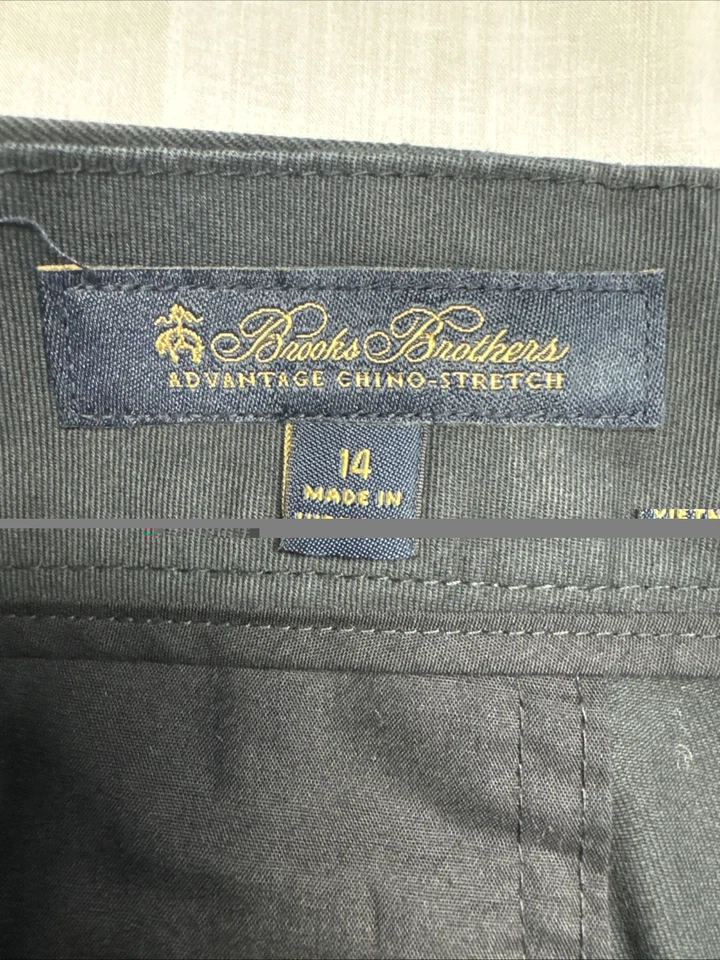 Brooks Brothers
ADVANTAGE CHINO-STRETCH
14
MADE IN